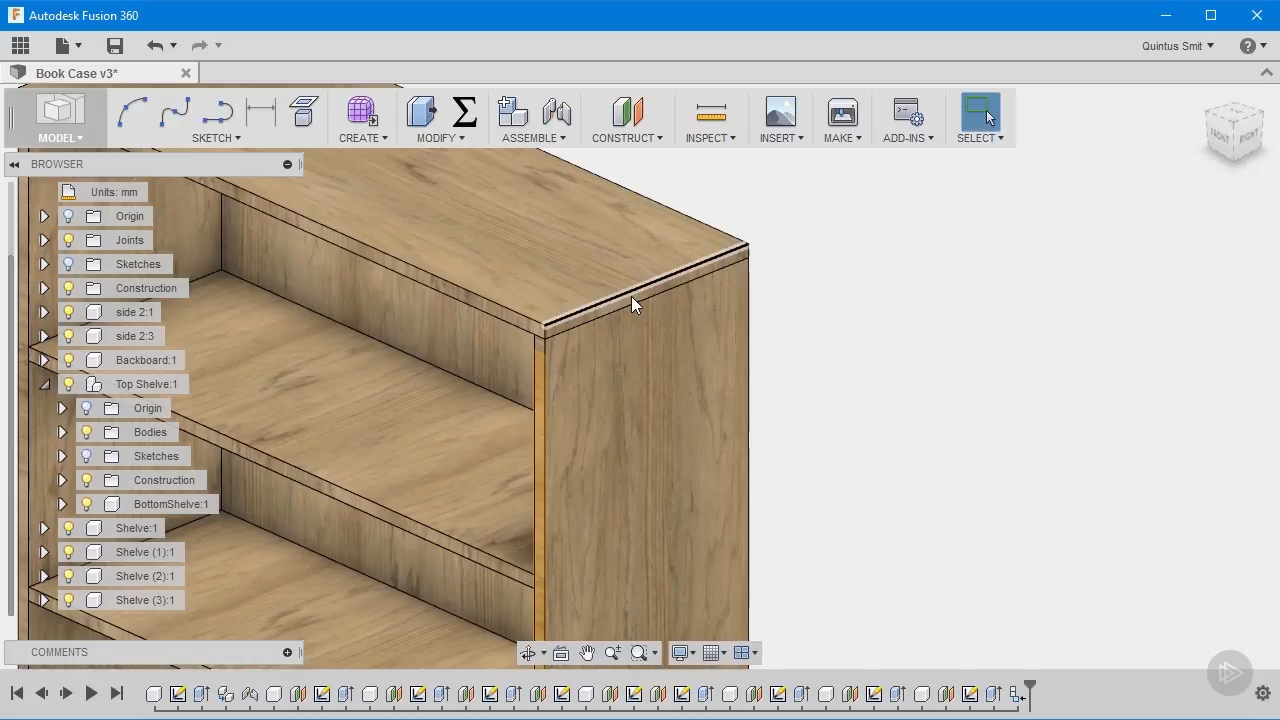 Autodesk Fusion 360
Quintus Smit
Book Case v3*
MODEL
SKETCH
CREATE
MODIFY
ASSEMBLE
CONSTRUCT
INSPECT
INSERT
MAKE
ADD-INS
SELECT
FRONT
RIGHT
BROWSER
Units: mm
Origin
Joints
Sketches
Construction
side 2:1
side 2:3
Backboard:1
Top Shelve:1
Origin
Bodies
Sketches
Construction
BottomShelve:1
Shelve:1
Shelve (1):1
Shelve (2):1
Shelve (3):1
COMMENTS